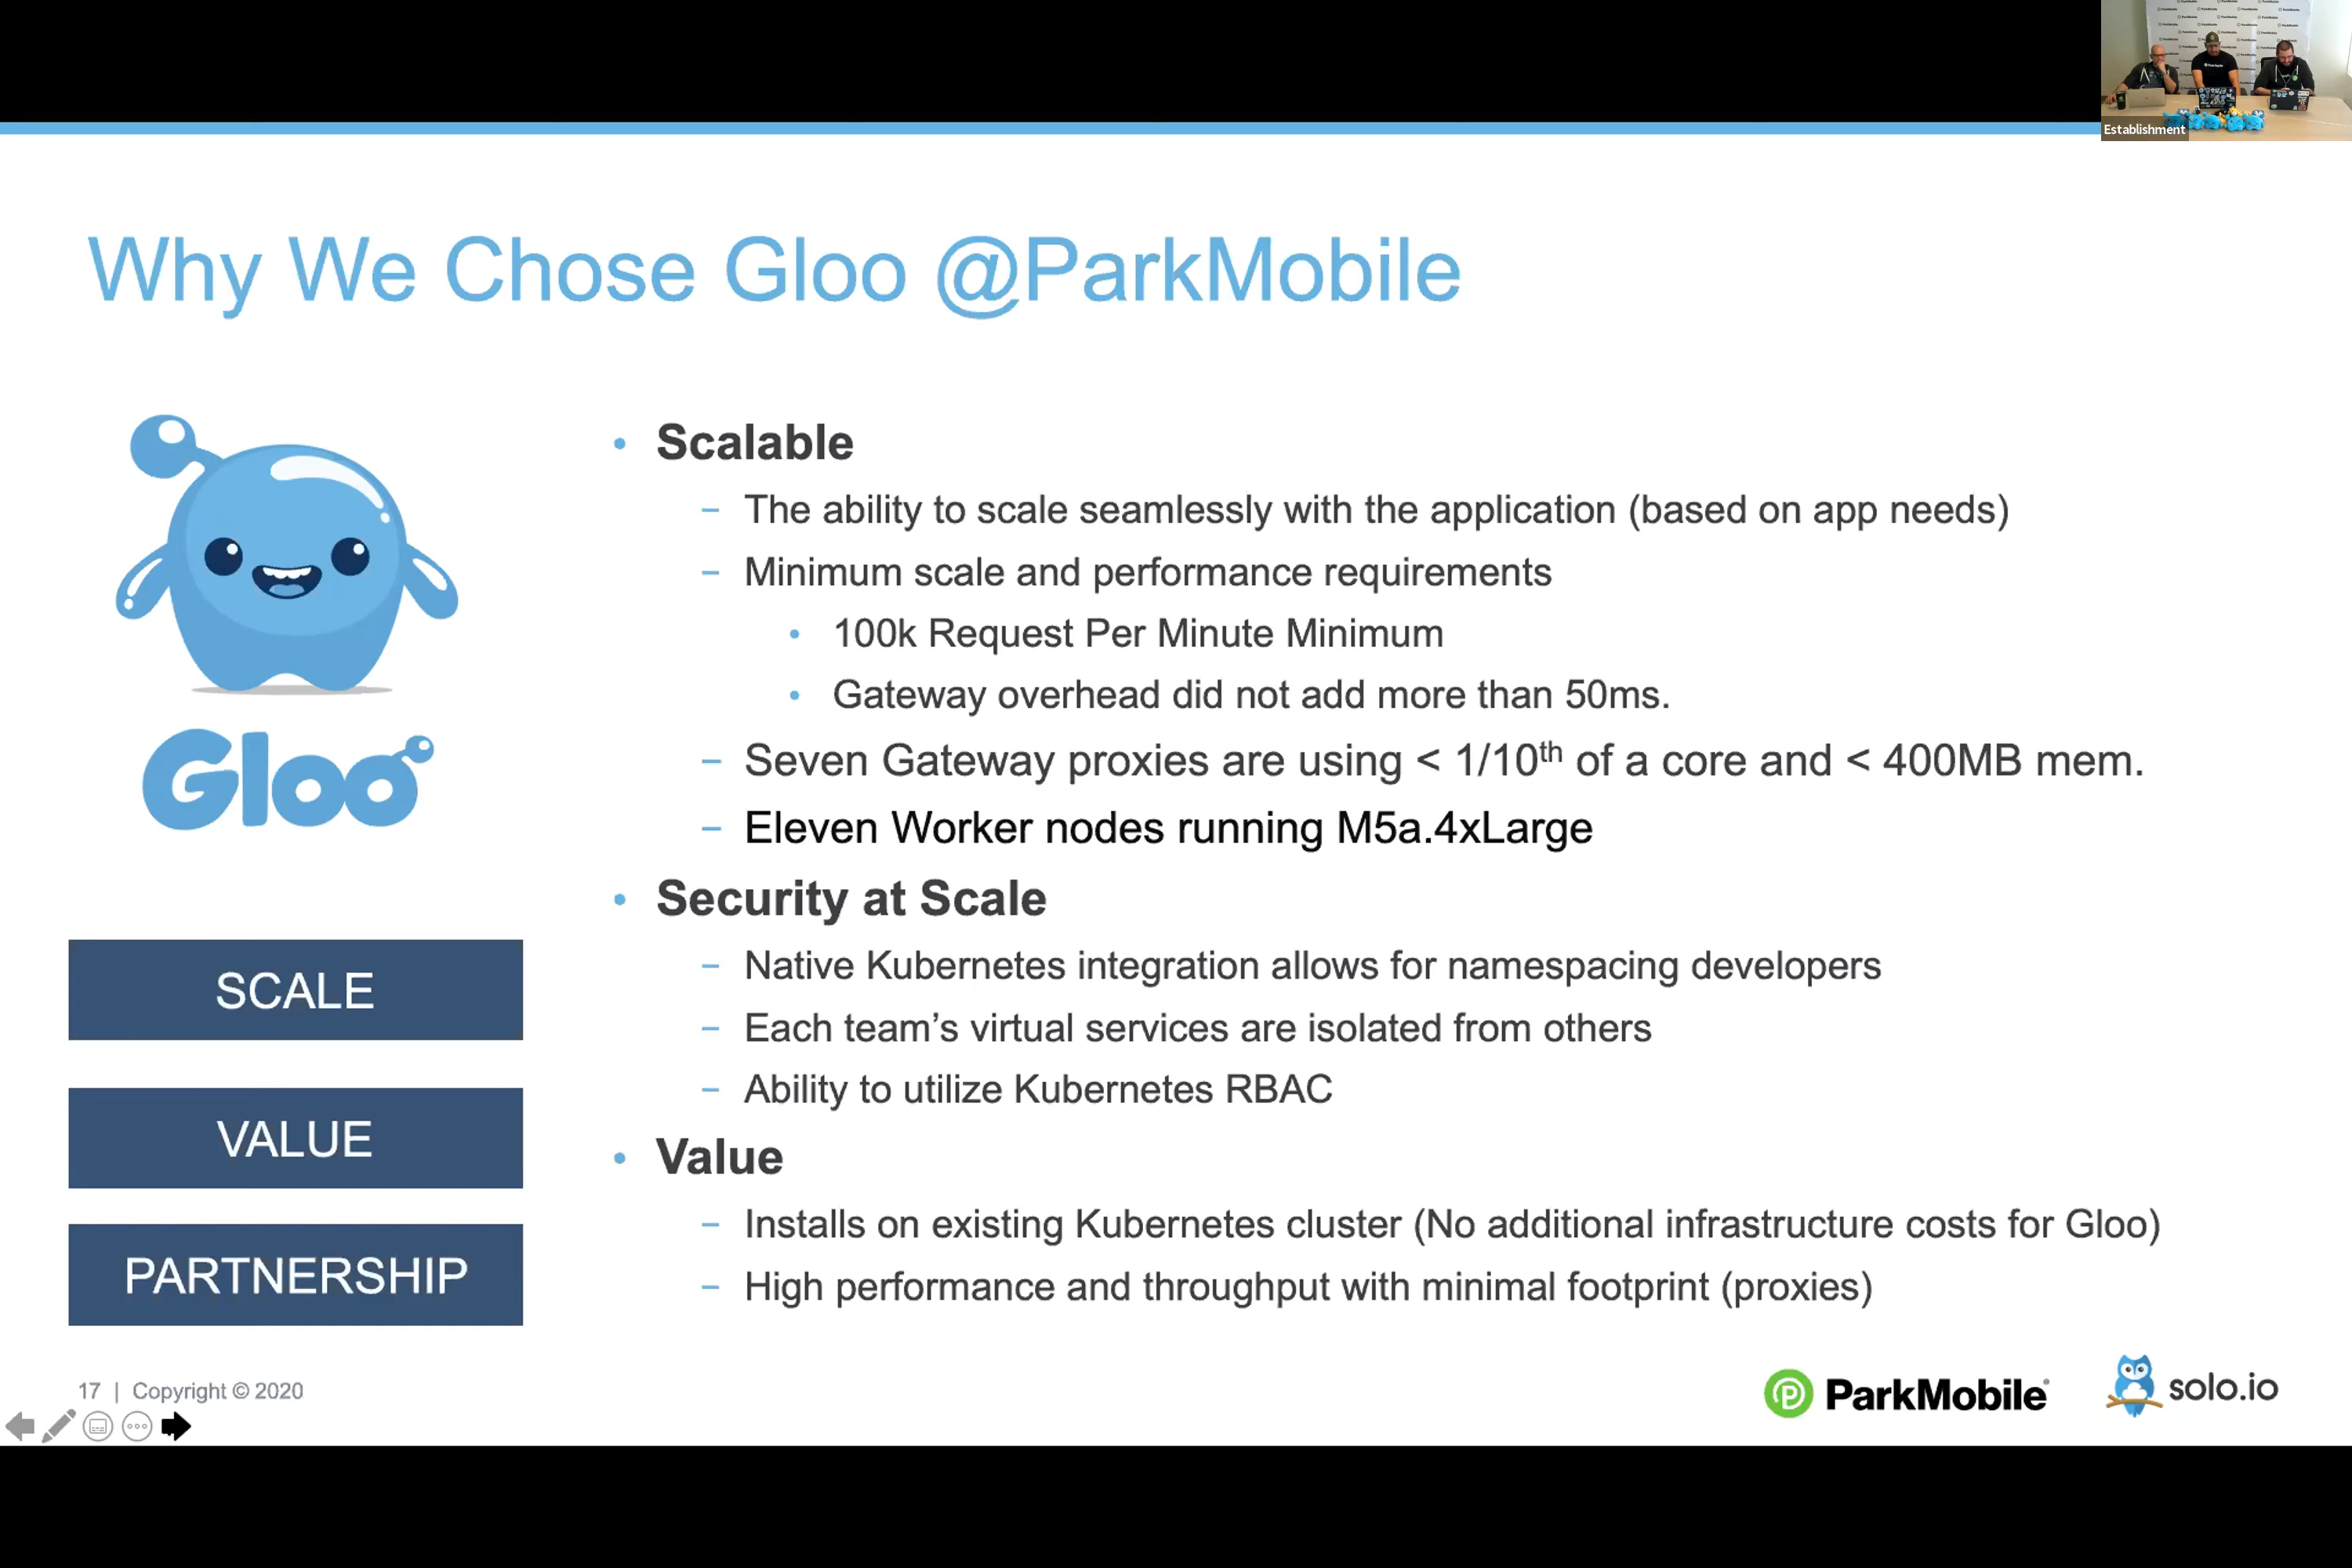 Establishment
Why We Chose Gloo @ParkMobile
Gloo
SCALE
VALUE
PARTNERSHIP
• Scalable
– The ability to scale seamlessly with the application (based on app needs)
– Minimum scale and performance requirements
• 100k Request Per Minute Minimum
• Gateway overhead did not add more than 50ms.
– Seven Gateway proxies are using < 1/10th of a core and < 400MB mem.
– Eleven Worker nodes running M5a.4xLarge
• Security at Scale
– Native Kubernetes integration allows for namespacing developers
– Each team’s virtual services are isolated from others
– Ability to utilize Kubernetes RBAC
• Value
– Installs on existing Kubernetes cluster (No additional infrastructure costs for Gloo)
– High performance and throughput with minimal footprint (proxies)
17 | Copyright © 2020
ParkMobile
solo.io